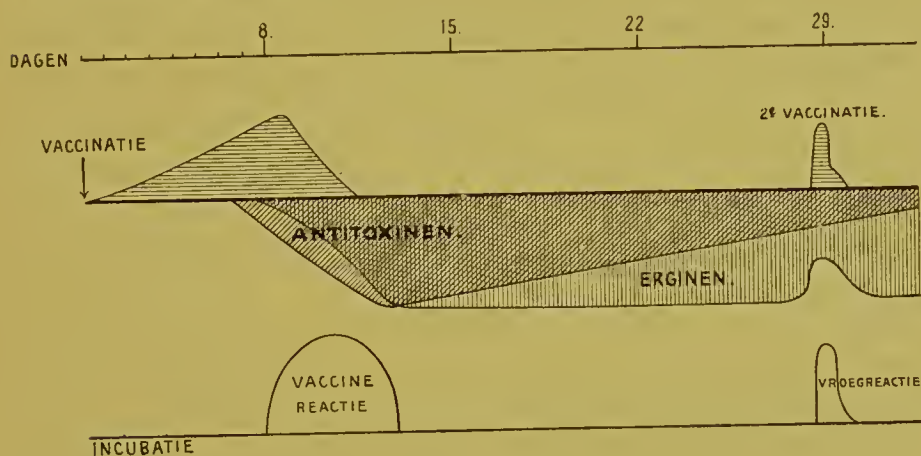 8. 15. 22 29.
DAGEN
2e VACCINATIE.
VACCINATIE
ANTITOXINEN.
ERGINEN.
VACCINE
REACTIE
VROEGREACTIE
INCUBATIE